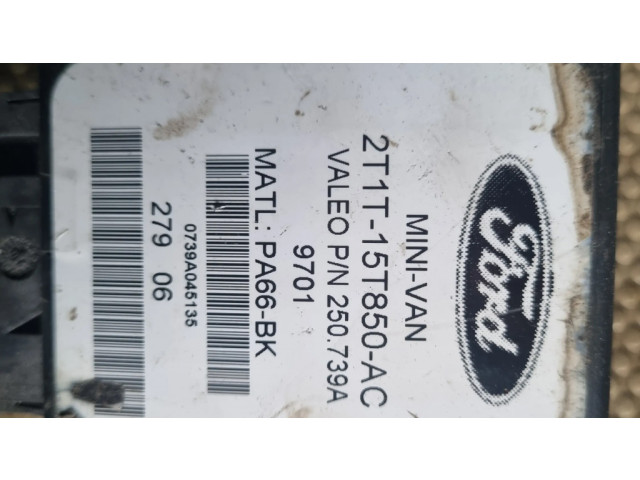 Ford
MINI-VAN
2T1T-15T850-AC
VALEO P/N 250.739A
9701
MATL: PA66-BK
0739A045135
279 06